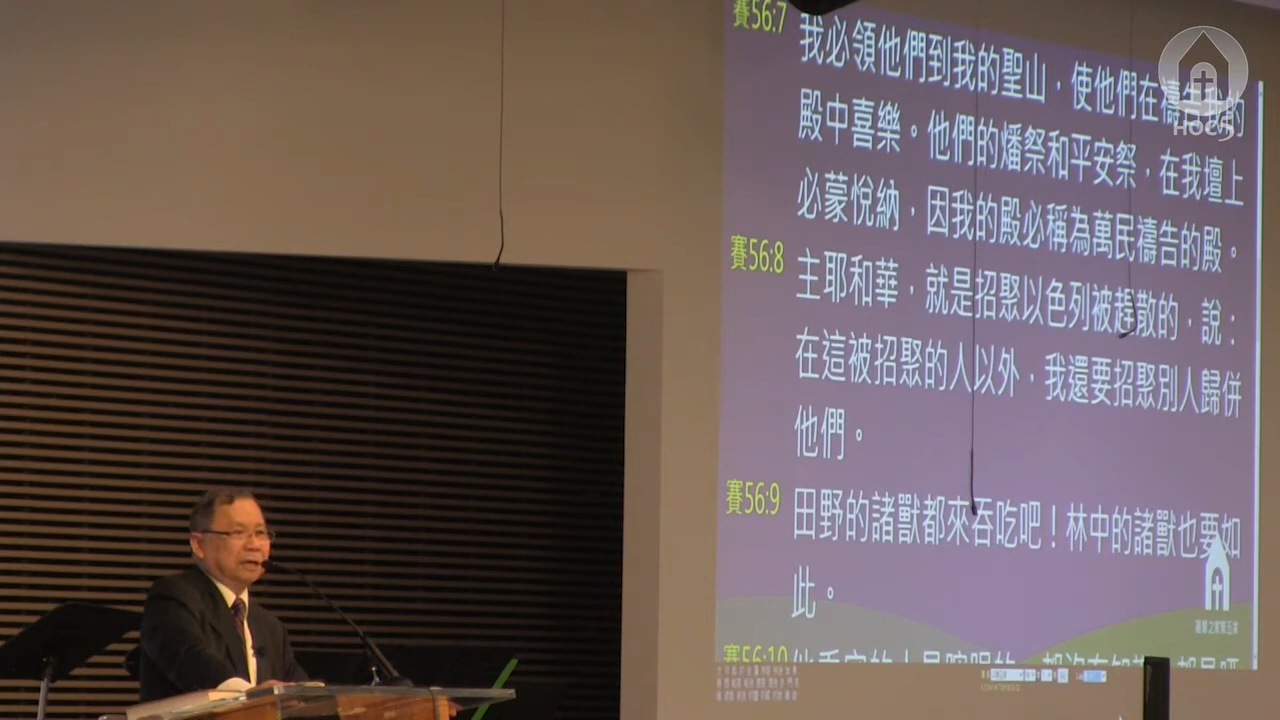 賽56:7
我必領他們到我的聖山，使他們在禱告我的
殿中喜樂。他們的燔祭和平安祭，在我壇上
必蒙悅納，因我的殿必稱為萬民禱告的殿。
賽56:8
主耶和華，就是招聚以色列被趕散的，說：
在這被招聚的人以外，我還要招聚別人歸併
他們。
賽56:9
田野的諸獸都來吞吃吧！林中的諸獸也要如
此。
賽56:10
HOC5